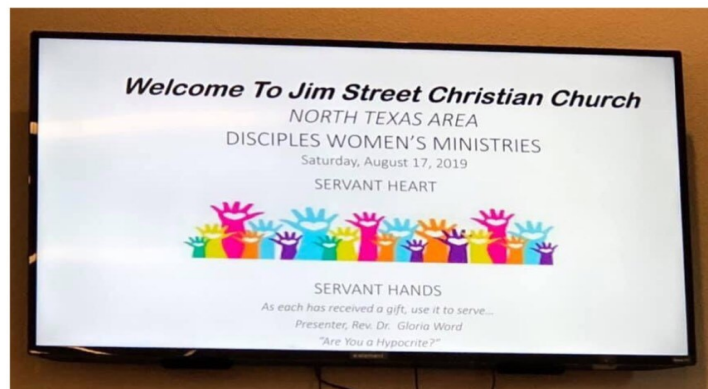 Welcome To Jim Street Christian Church
NORTH TEXAS AREA
DISCIPLES WOMEN'S MINISTRIES
Saturday, August 17, 2019
SERVANT HEART
SERVANT HANDS
As each has received a gift, use it to serve...
Presenter, Rev. Dr. Gloria Word
"Are You a Hypocrite?"
element